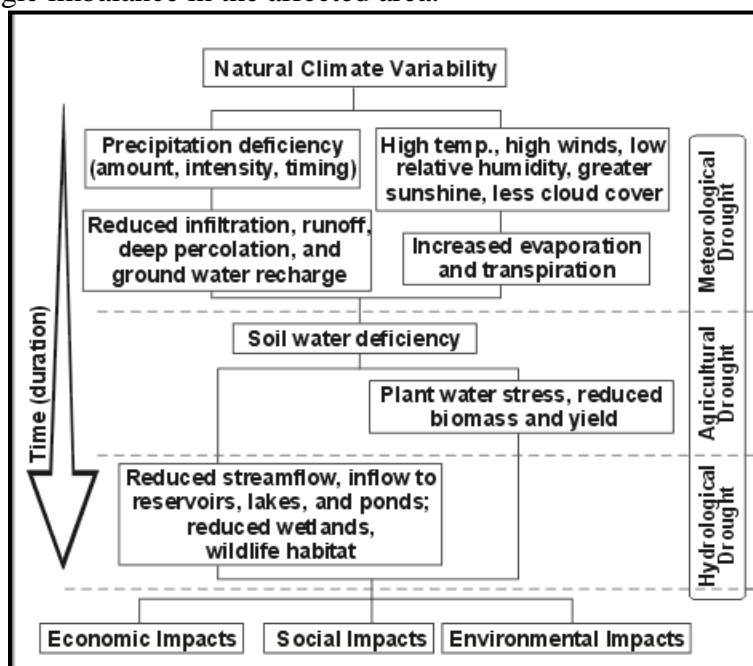 imbalance in the affected area.
Natural Climate Variability
Precipitation deficiency
(amount, intensity, timing)
High temp., high winds, low
relative humidity, greater
sunshine, less cloud cover
Reduced infiltration, runoff,
deep percolation, and
ground water recharge
Increased evaporation
and transpiration
Meteorological
Drought
Soil water deficiency
Plant water stress, reduced
biomass and yield
Agricultural
Drought
Time (duration)
Reduced streamflow, inflow to
reservoirs, lakes, and ponds;
reduced wetlands,
wildlife habitat
Hydrological
Drought
Economic Impacts
Social Impacts
Environmental Impacts